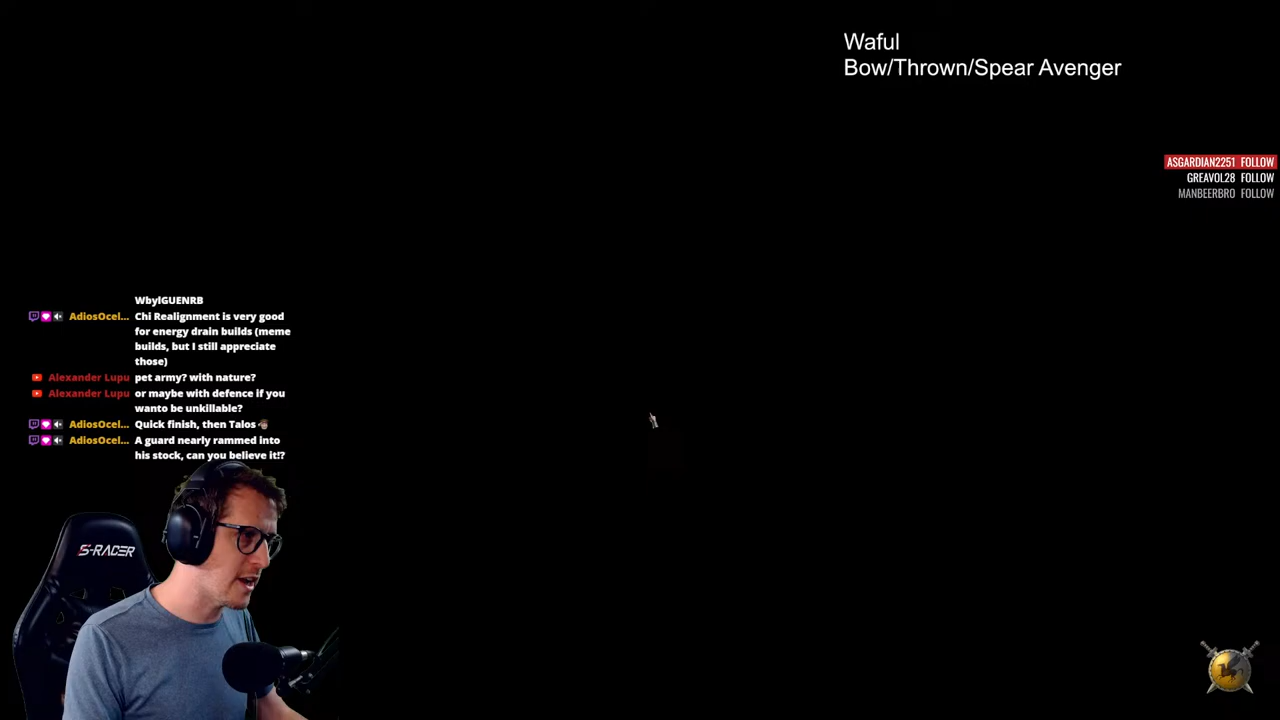 Waful
Bow/Thrown/Spear Avenger
ASGARDIAN2251 FOLLOW
GREAVOL28 FOLLOW
MANBEERBRO FOLLOW
WbylGUENRB
AdiosOcel... Chi Realignment is very good
for energy drain builds (meme
builds, but I still appreciate
those)
Alexander Lupu pet army? with nature?
Alexander Lupu or maybe with defence if you
wanto be unkillable?
AdiosOcel... Quick finish, then Talos
AdiosOcel... A guard nearly rammed into
his stock, can you believe it!?
S-RACER